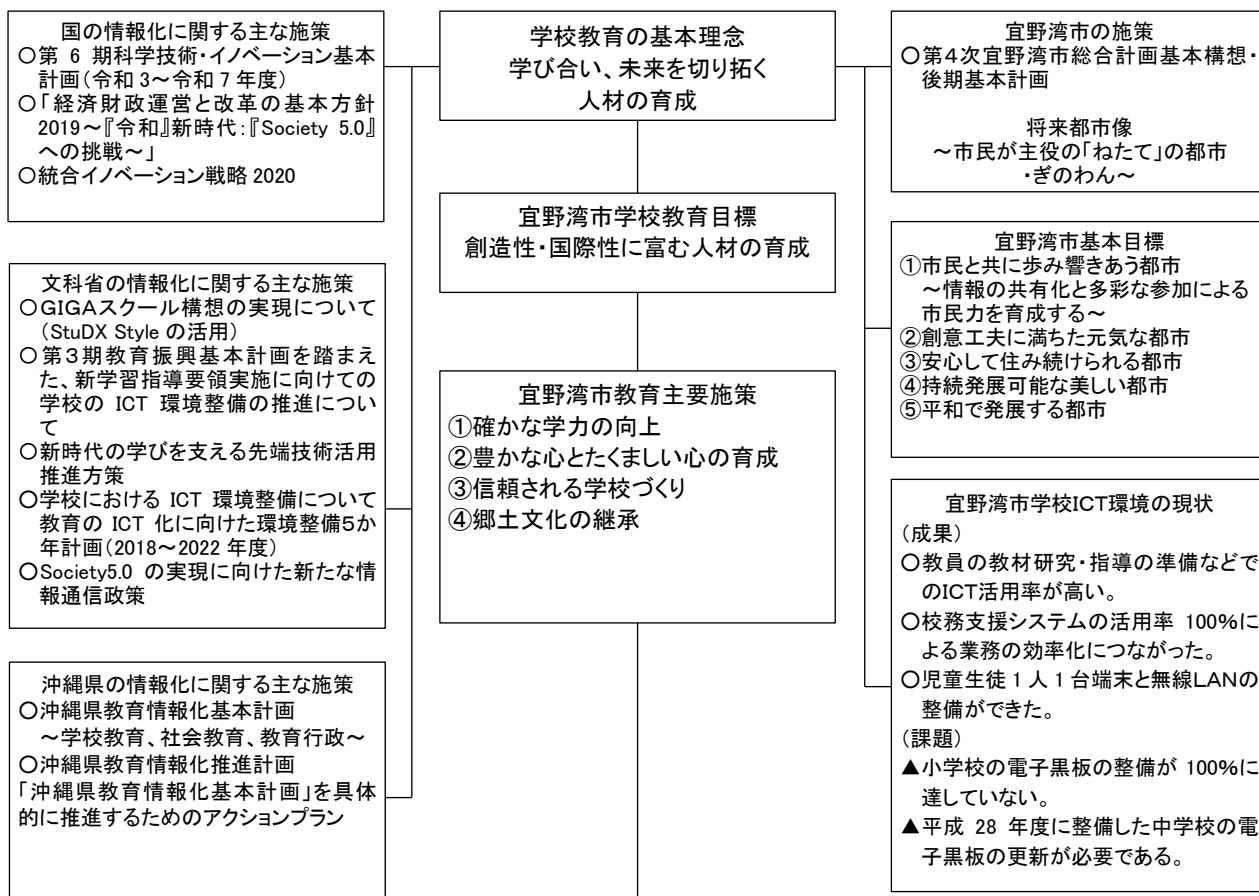 国の情報化に関する主な施策
〇第 6 期科学技術・イノベーション基本
計画(令和 3~令和 7 年度)
〇「経済財政運営と改革の基本方針
2019~『令和』新時代:『Society 5.0』
への挑戦~」
〇統合イノベーション戦略 2020
文科省の情報化に関する主な施策
〇GIGAスクール構想の実現について
(StuDX Style の活用)
〇第3期教育振興基本計画を踏まえ
た、新学習指導要領実施に向けての
学校の ICT 環境整備の推進につい
て
〇新時代の学びを支える先端技術活用
推進方策
〇学校における ICT 環境整備について
教育の ICT 化に向けた環境整備5か
年計画(2018~2022 年度)
〇Society5.0 の実現に向けた新たな情
報通信政策
沖縄県の情報化に関する主な施策
〇沖縄県教育情報化基本計画
~学校教育、社会教育、教育行政~
〇沖縄県教育情報化推進計画
「沖縄県教育情報化基本計画」を具体
的に推進するためのアクションプラン
学校教育の基本理念
学び合い、未来を切り拓く
人材の育成
宜野湾市学校教育目標
創造性・国際性に富む人材の育成
宜野湾市教育主要施策
①確かな学力の向上
②豊かな心とたくましい心の育成
③信頼される学校づくり
④郷土文化の継承
宜野湾市の施策
〇第4次宜野湾市総合計画基本構想・
後期基本計画
将来都市像
~市民が主役の「ねたて」の都市
・ぎのわん~
宜野湾市基本目標
①市民と共に歩み響きあう都市
~情報の共有化と多彩な参加による
市民力を育成する~
②創意工夫に満ちた元気な都市
③安心して住み続けられる都市
④持続発展可能な美しい都市
⑤平和で発展する都市
宜野湾市学校ICT環境の現状
(成果)
〇教員の教材研究・指導の準備などで
のICT活用率が高い。
〇校務支援システムの活用率 100%に
よる業務の効率化につながった。
〇児童生徒 1 人 1 台端末と無線LANの
整備ができた。
(課題)
▲小学校の電子黒板の整備が 100%に
達していない。
▲平成 28 年度に整備した中学校の電
子黒板の更新が必要である。